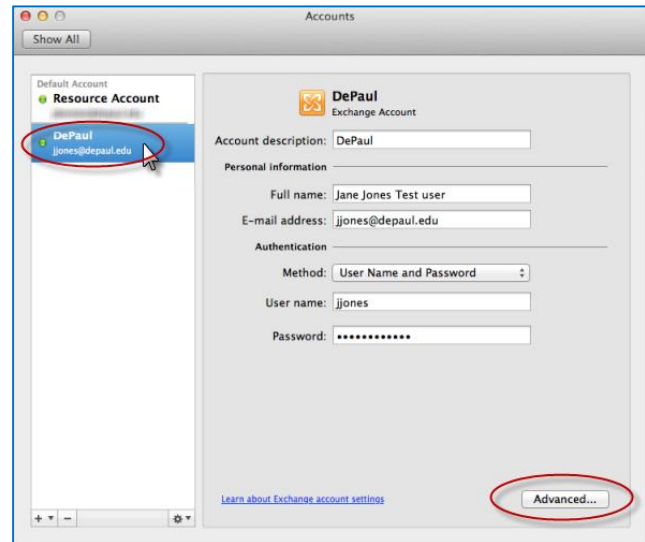 Accounts
Show All
Default Account
Resource Account
DePaul
jjones@depaul.edu
DePaul
Exchange Account
Account description: DePaul
Personal information
Full name: Jane Jones Test user
E-mail address: jjones@depaul.edu
Authentication
Method: User Name and Password
User name: jjones
Password: ••••••••••••
Learn about Exchange account settings
Advanced...